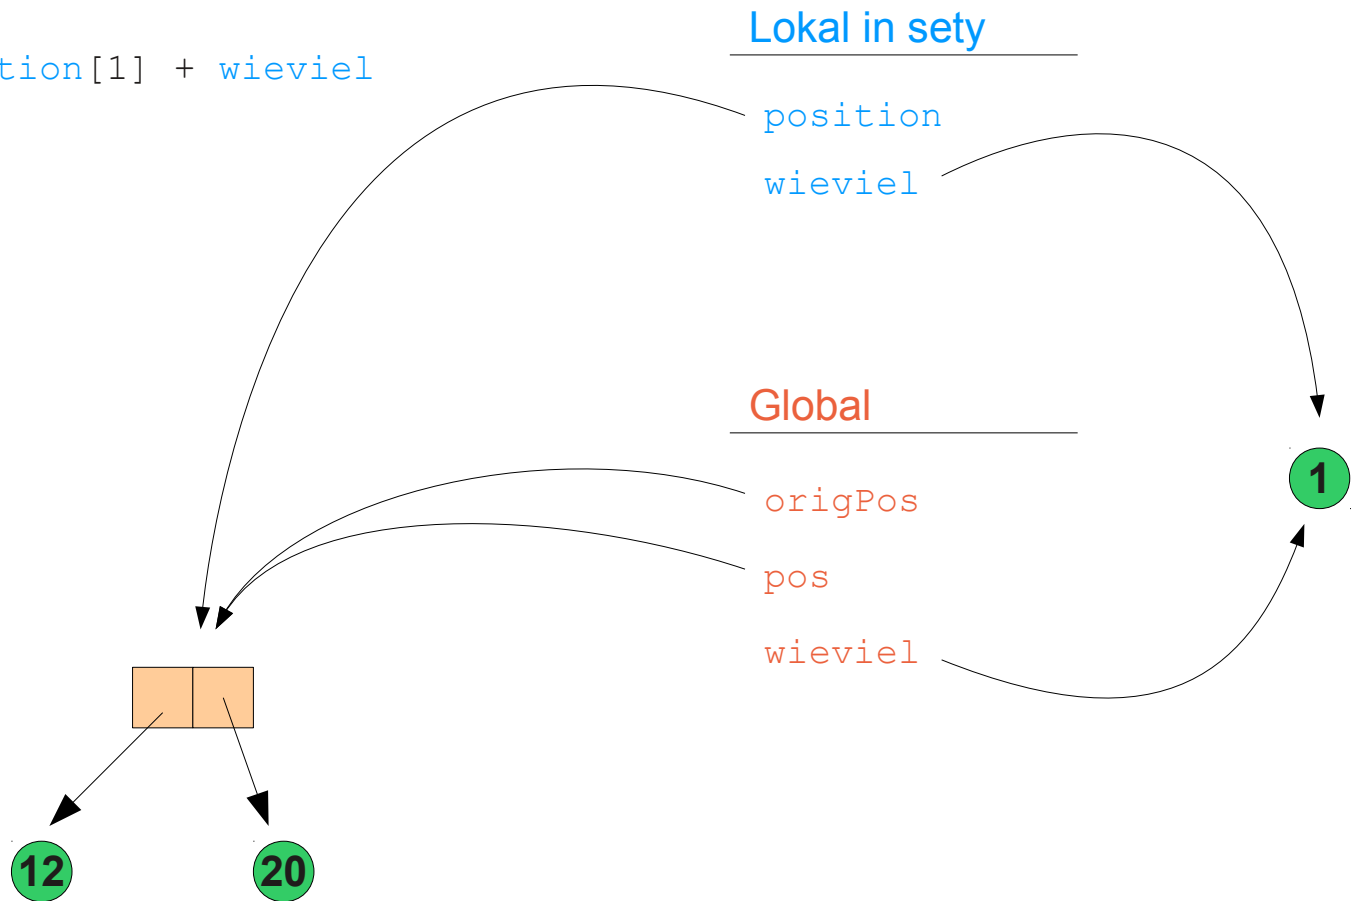 Lokal in sety
tion[1] + wieviel
position
wieviel
Global
origPos
1
pos
wieviel
12
20